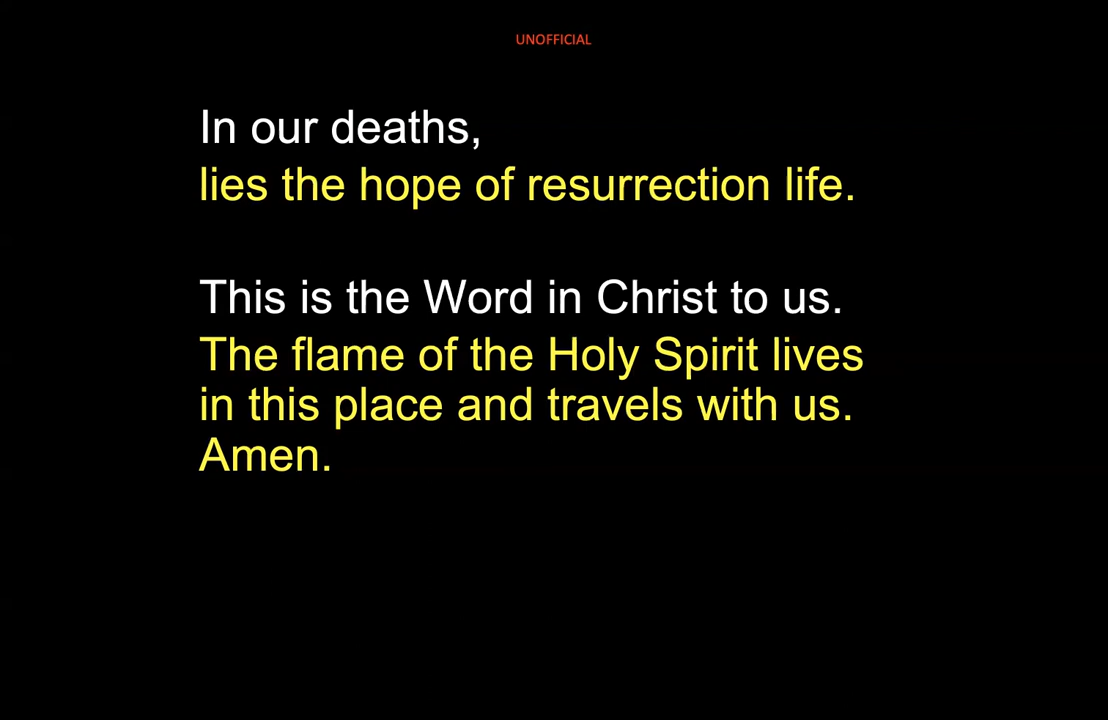 UNOFFICIAL
In our deaths,
lies the hope of resurrection life.
This is the Word in Christ to us.
The flame of the Holy Spirit lives
in this place and travels with us.
Amen.